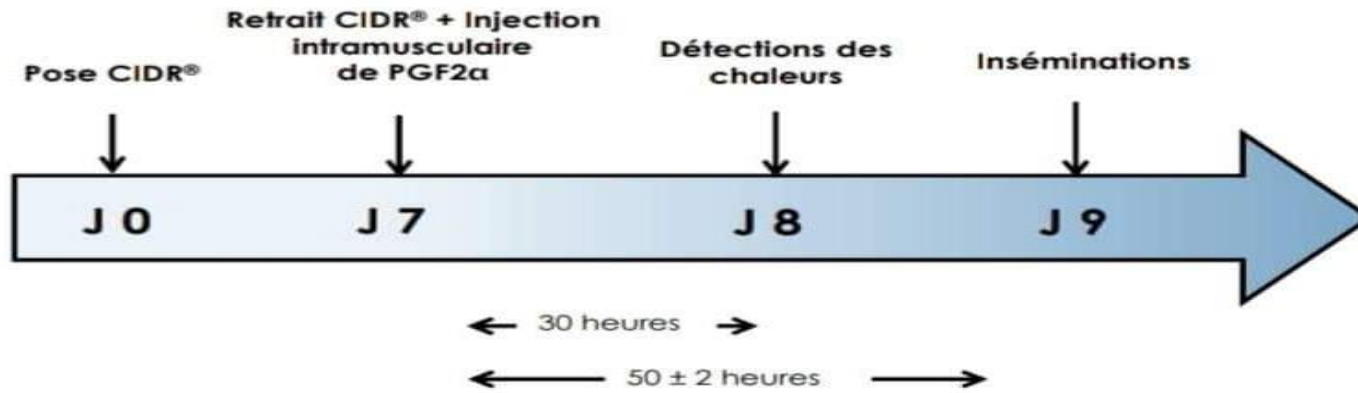 Pose CIDR®
Retrait CIDR® + Injection
intramusculaire
de PGF2α
Détections des
chaleurs
Inséminations
J 0
J 7
J 8
J 9
30 heures
50 ± 2 heures